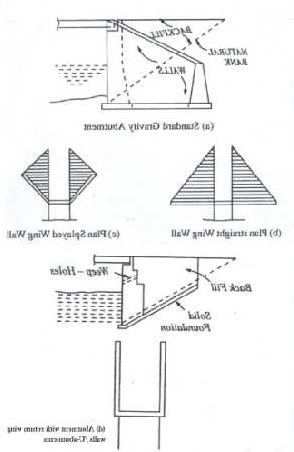 BACKFILL
NATURAL
BANK
WALLS
(a) Standard Gravity Abutment
(c) Plan Splayed Wing Wall
(b) Plan straight Wing Wall
Weep – Holes
Back Fill
Solid
Foundation
(d) Abutment with return wing
walls, U-abutments